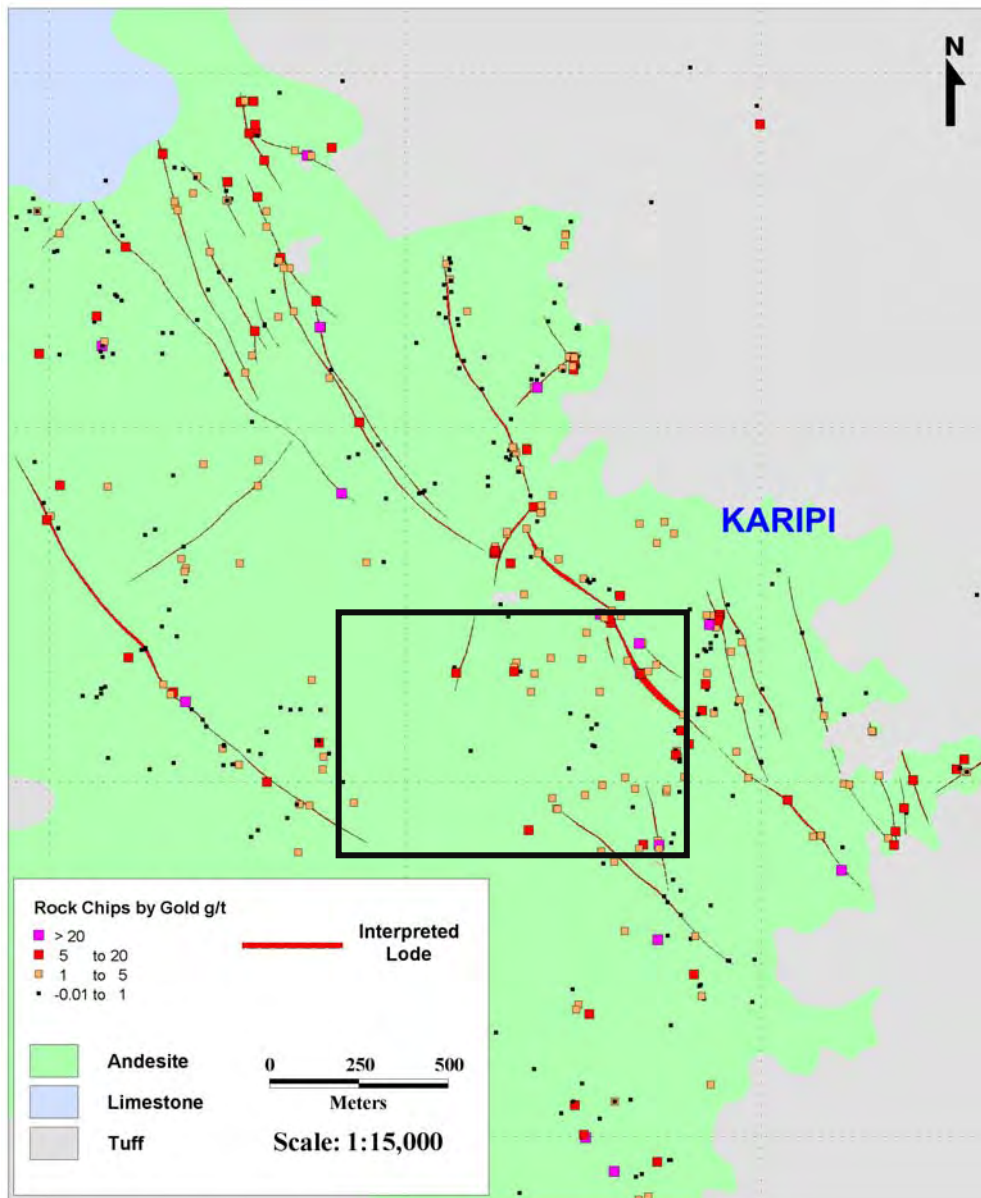 N
KARIPI
Rock Chips by Gold g/t
> 20
5 to 20
1 to 5
-0.01 to 1
Interpreted
Lode
Andesite
Limestone
Tuff
0 250 500
Meters
Scale: 1:15,000